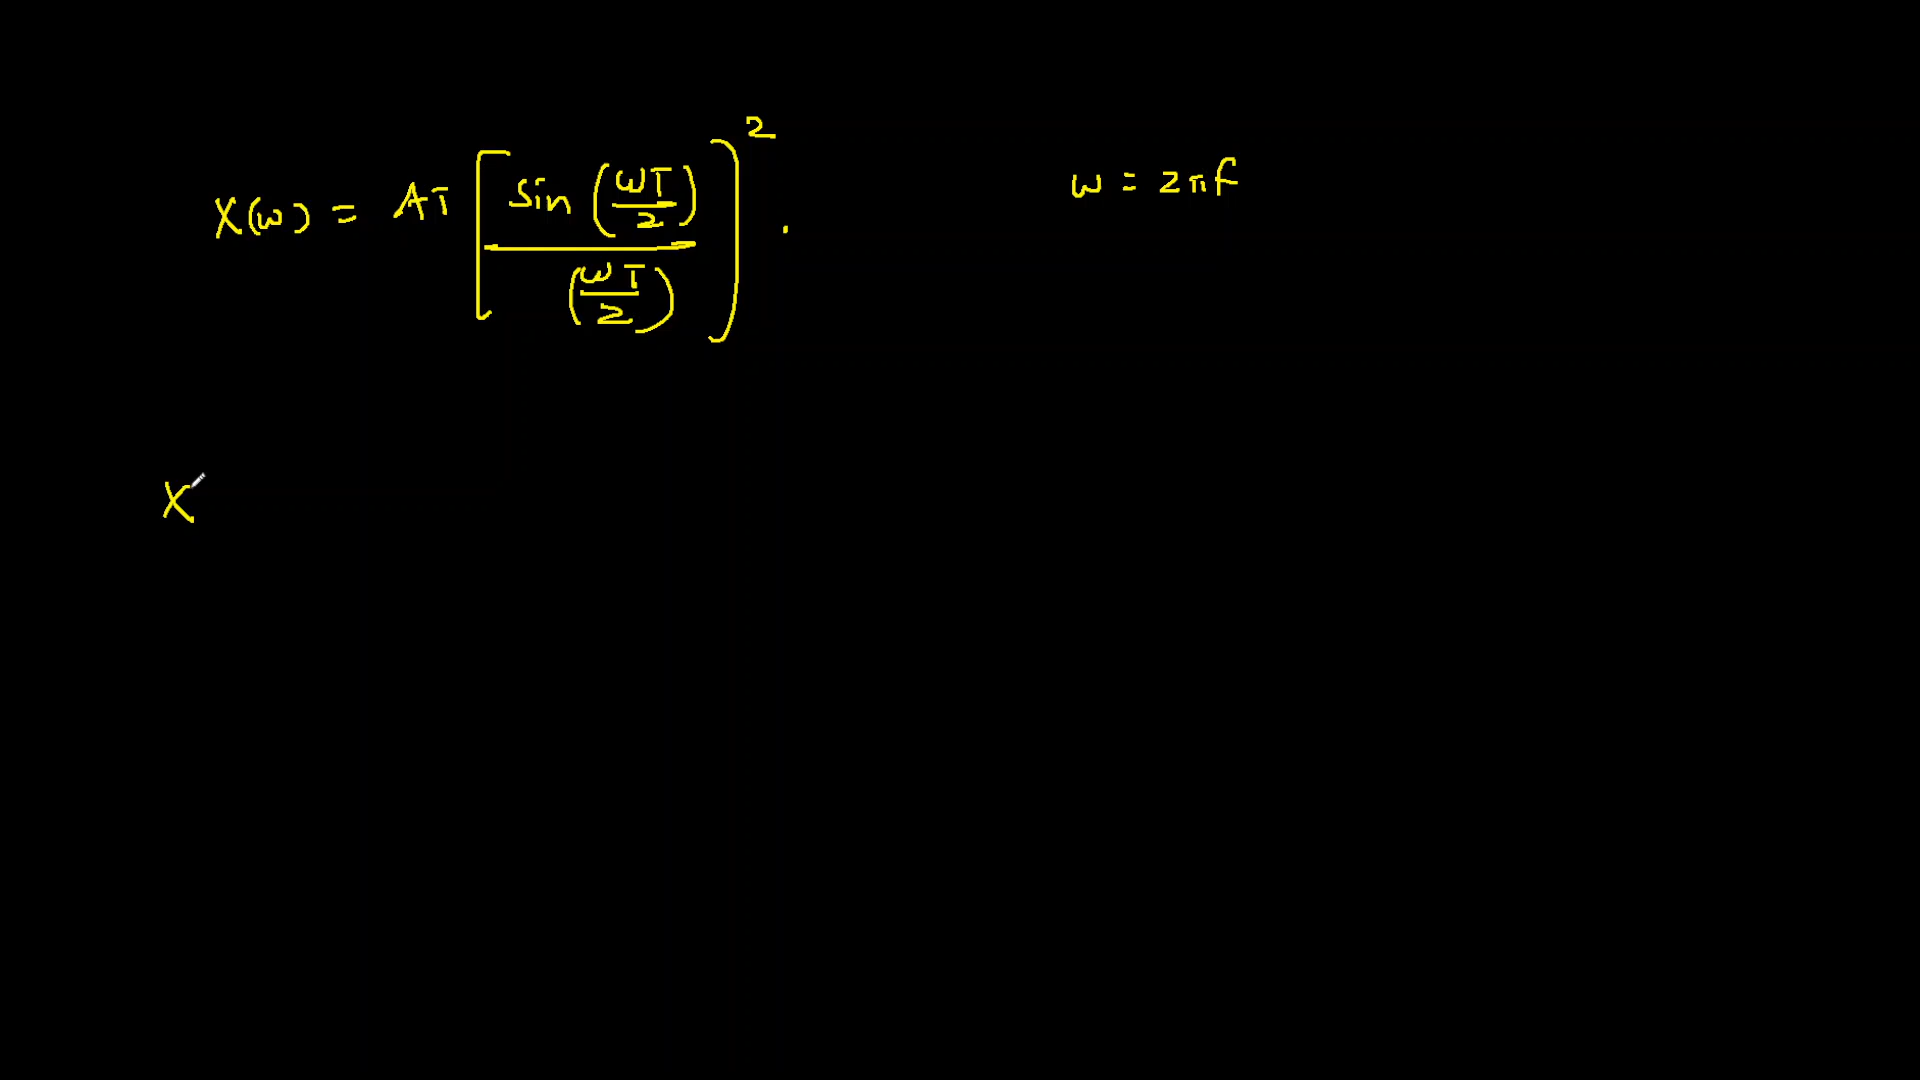 X(ω) = AT [ sin (ωT/2) / (ωT/2) ]² .
ω = 2πf
X